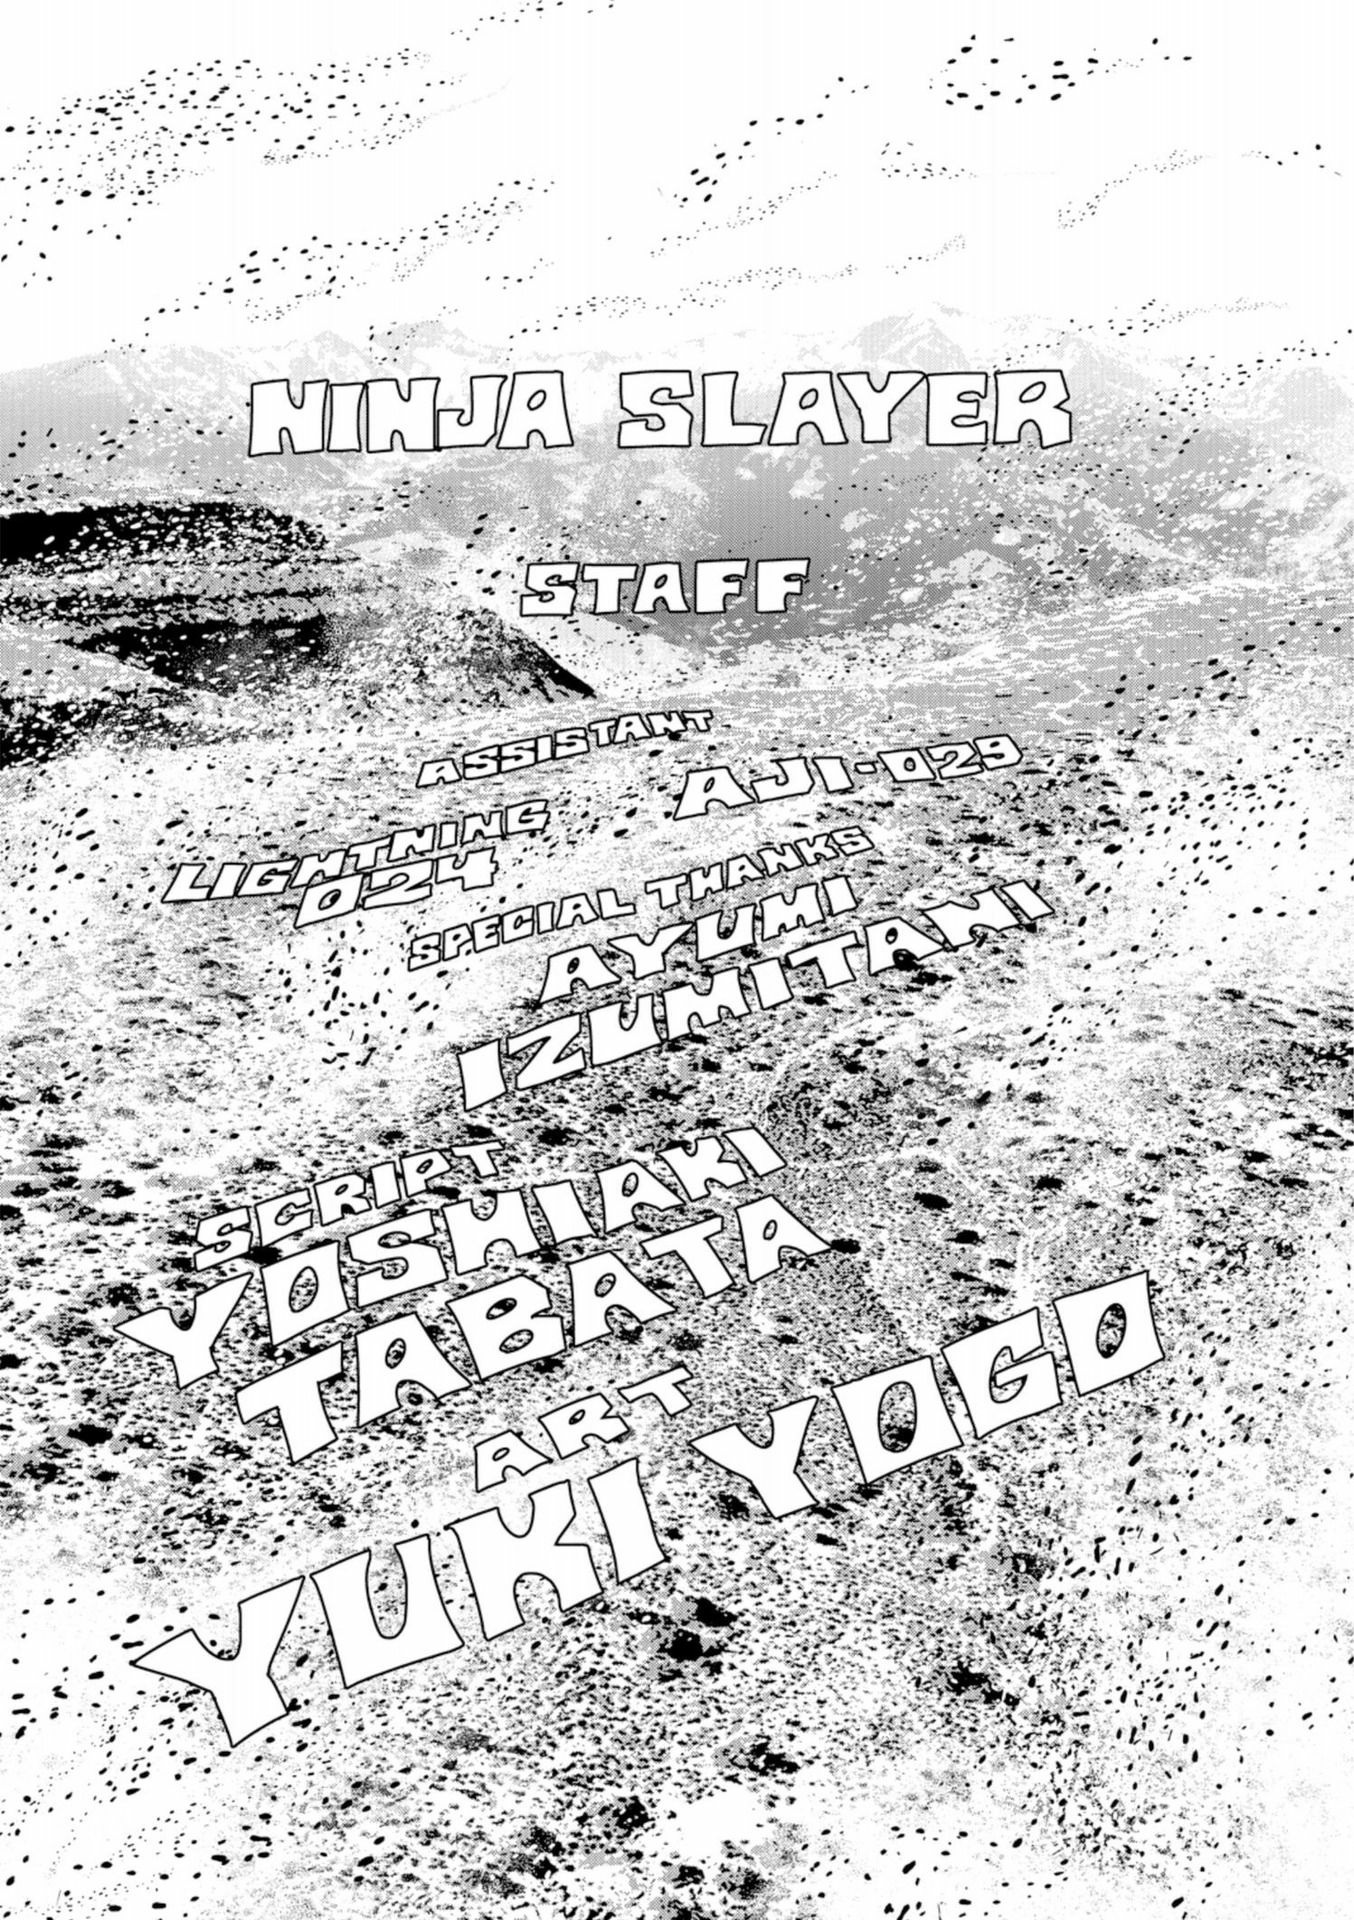 NINJA SLAYER
STAFF
ASSISTANT
AJI-029
LIGHTNING
024
SPECIAL THANKS
AYUMI
IZUMITANI
SCRIPT
YOSHIAKI
TABATA
ART
YUKI YOGO